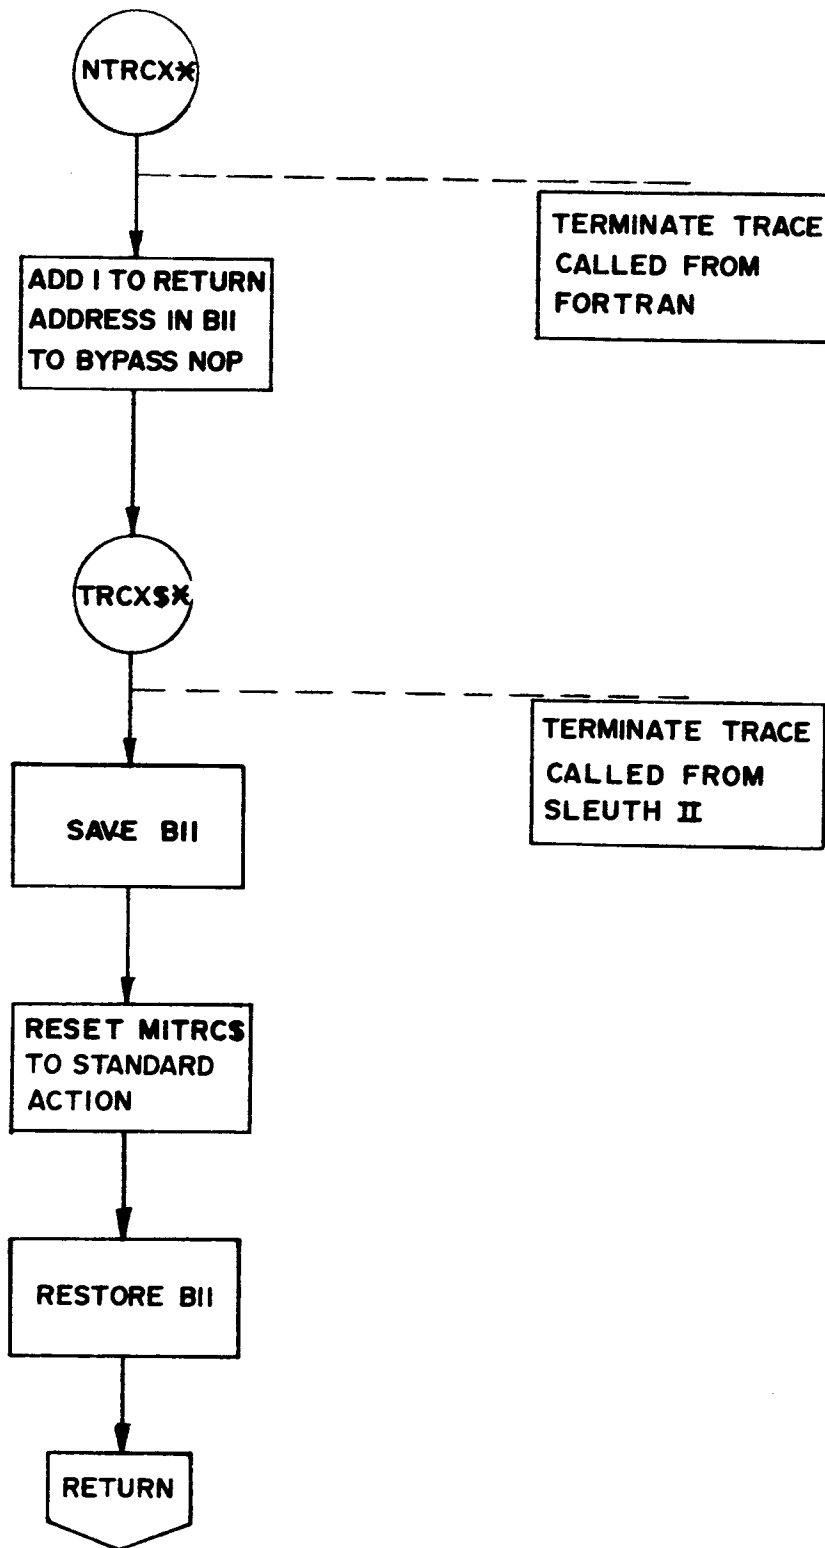 NTRCX*
TERMINATE TRACE
CALLED FROM
FORTRAN
ADD 1 TO RETURN
ADDRESS IN B11
TO BYPASS NOP
TRCX$*
TERMINATE TRACE
CALLED FROM
SLEUTH II
SAVE B11
RESET MITRC$
TO STANDARD
ACTION
RESTORE B11
RETURN